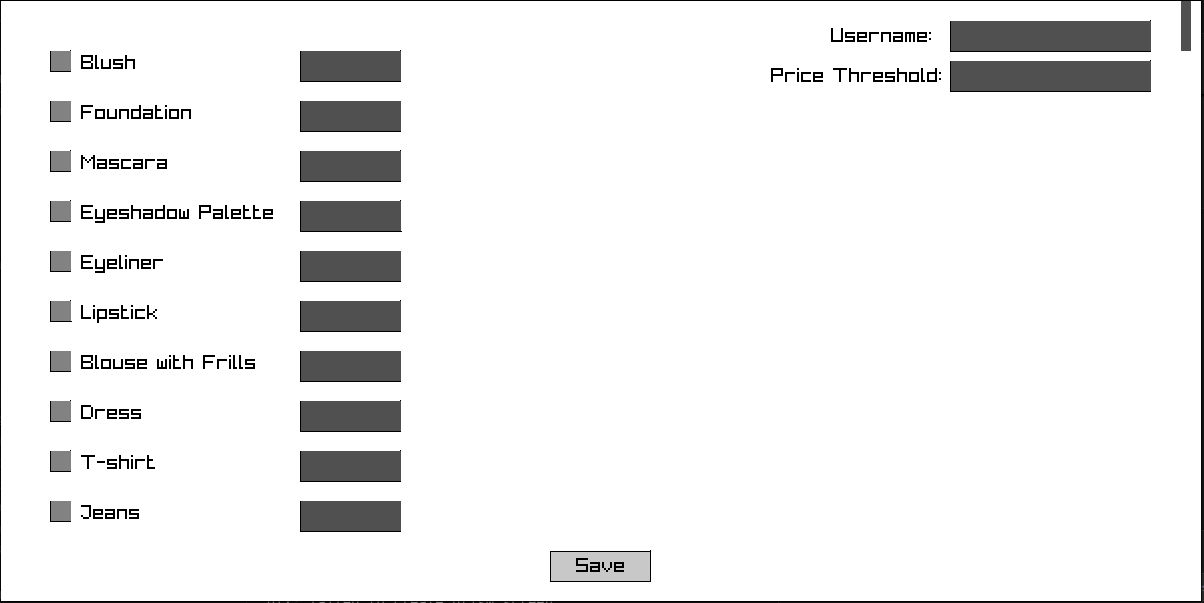 Username:
Price Threshold:
Blush
Foundation
Mascara
Eyeshadow Palette
Eyeliner
Lipstick
Blouse with Frills
Dress
T-shirt
Jeans
Save